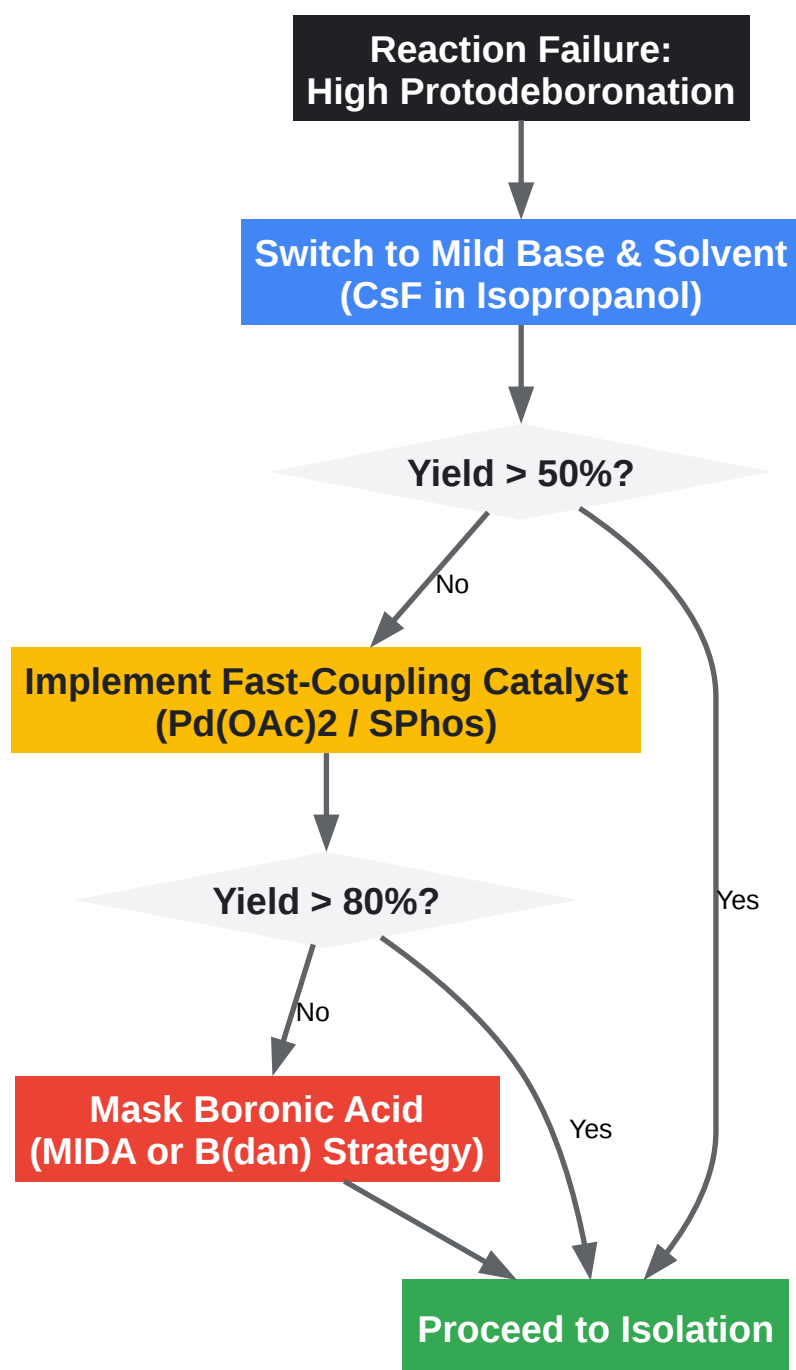 Reaction Failure:
High Protodeboronation
Switch to Mild Base & Solvent
(CsF in Isopropanol)
Yield > 50%?
No
Implement Fast-Coupling Catalyst
(Pd(OAc)2 / SPhos)
Yield > 80%?
Yes
No
Mask Boronic Acid
(MIDA or B(dan) Strategy)
Yes
Proceed to Isolation